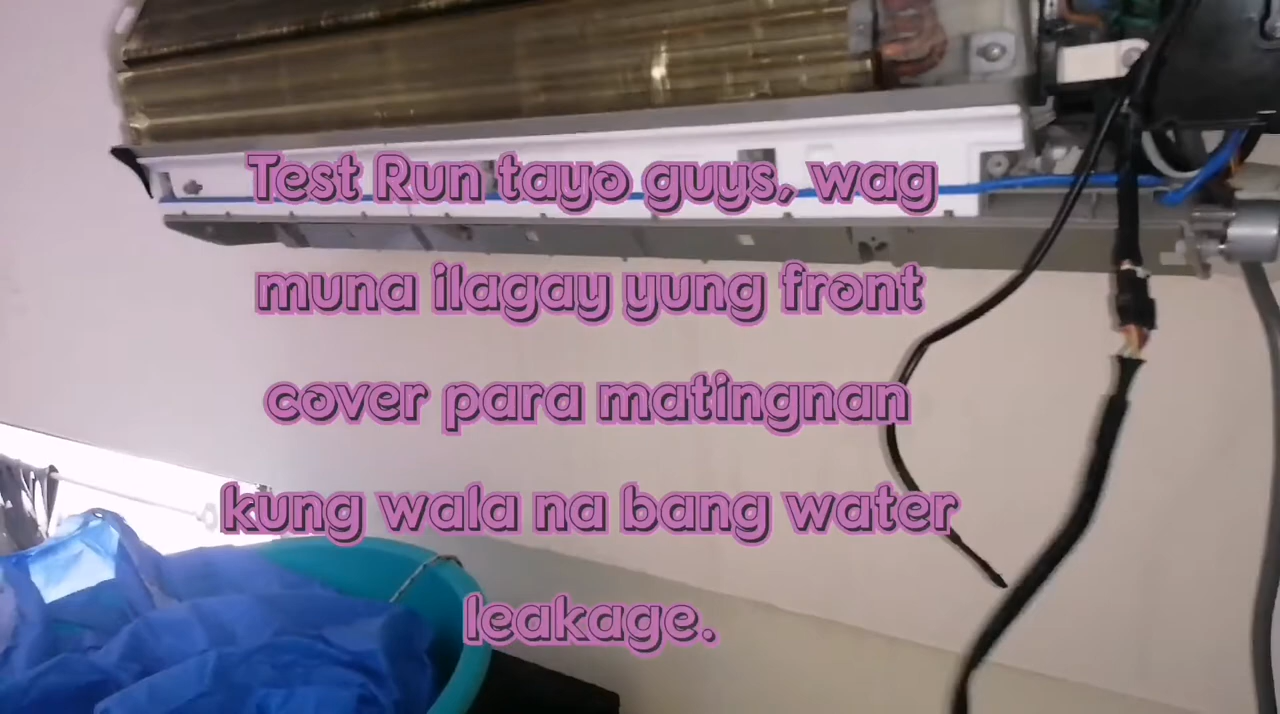 Test Run tayo guys, wag
muna ilagay yung front
cover para matingnan
kung wala na bang water
leakage.